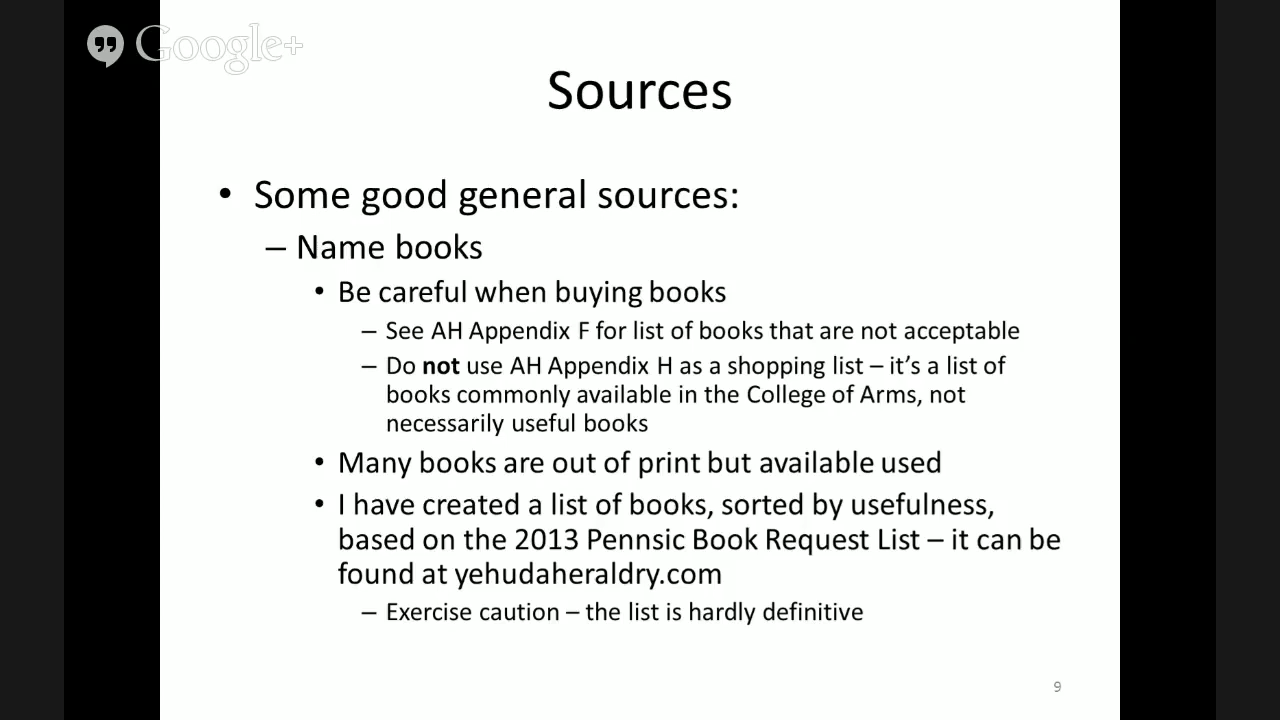 Google+
Sources
• Some good general sources:
– Name books
• Be careful when buying books
– See AH Appendix F for list of books that are not acceptable
– Do not use AH Appendix H as a shopping list – it's a list of
books commonly available in the College of Arms, not
necessarily useful books
• Many books are out of print but available used
• I have created a list of books, sorted by usefulness,
based on the 2013 Pennsic Book Request List – it can be
found at yehudaheraldry.com
– Exercise caution – the list is hardly definitive
9